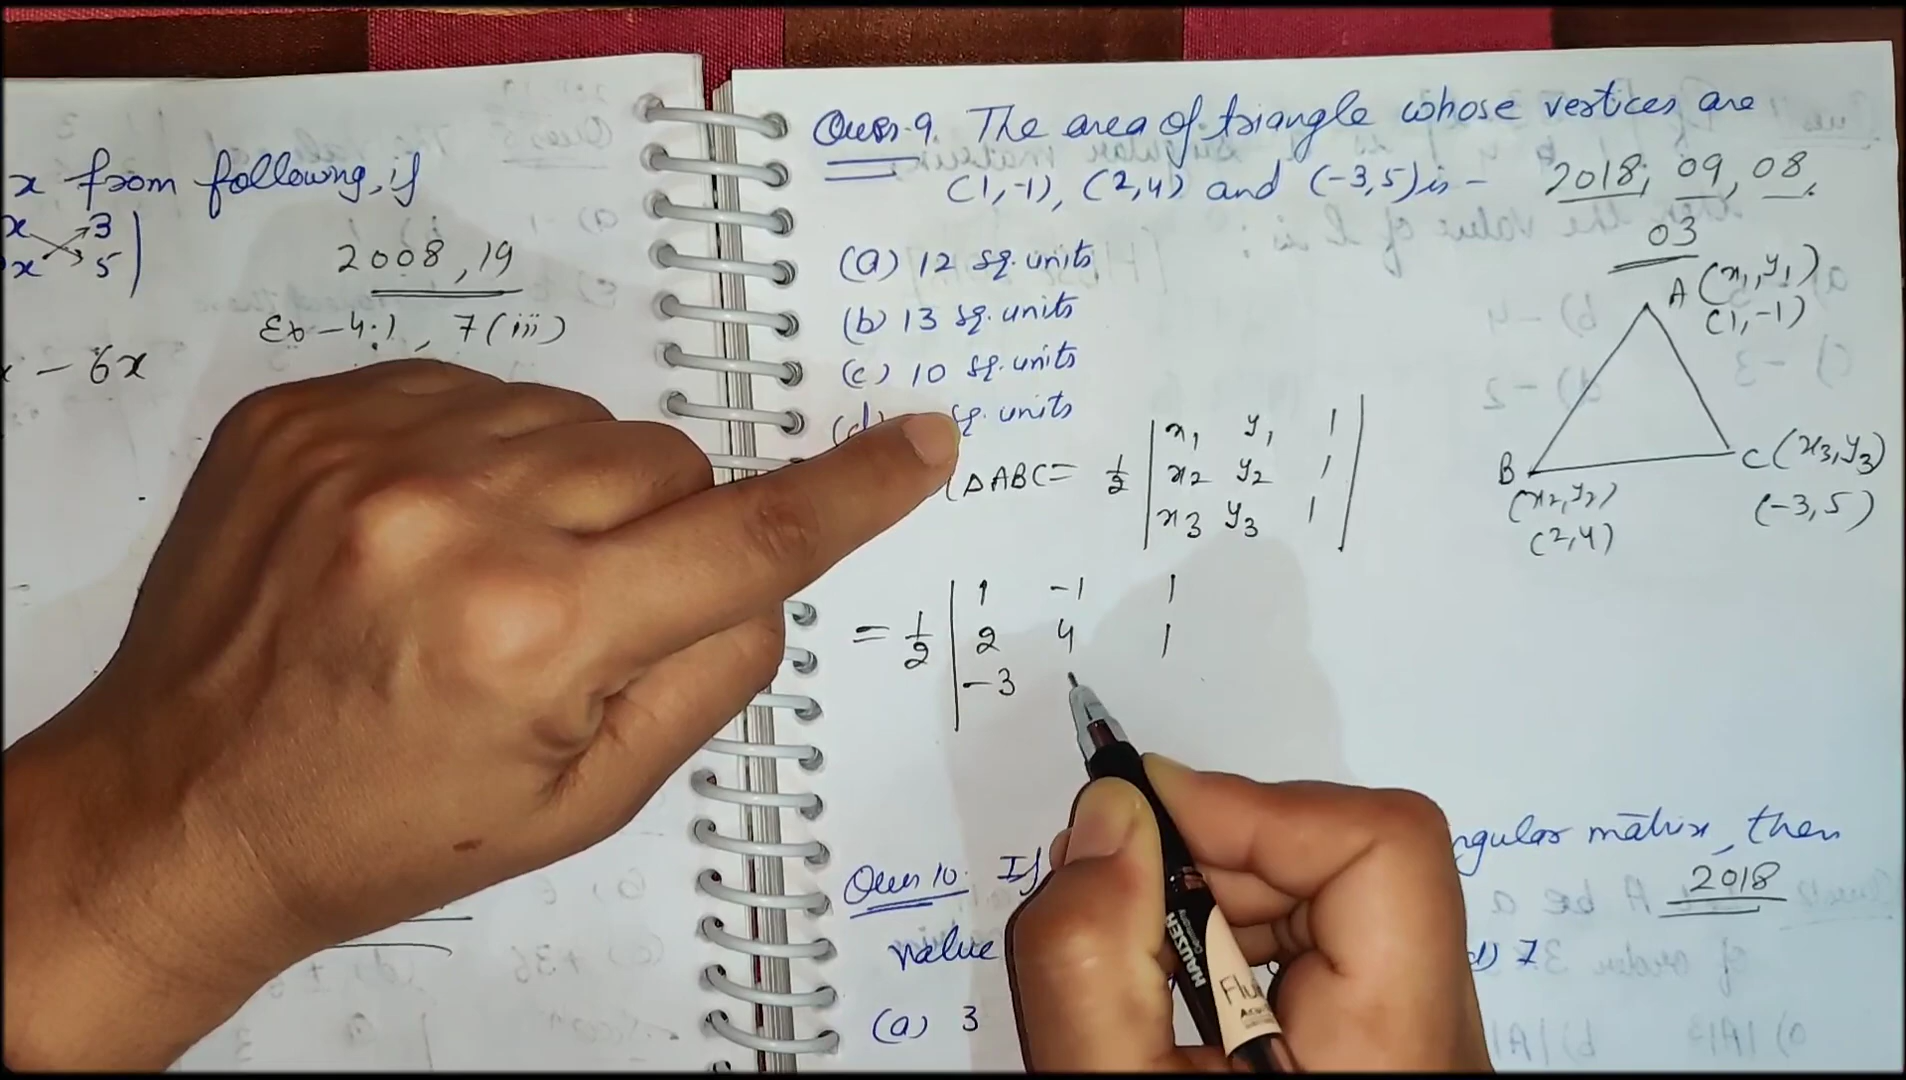 x from following, if
x 3
x 5
2008, 19
Ex-4.1, 7(iii)
- 6x
Ques.9. The area of triangle whose vertices are
(1,-1), (2,4) and (-3,5) is - 2018, 09, 08,
03
(a) 12 sq. units
(b) 13 sq. units
(c) 10 sq. units
(d) sq. units
A (x₁, y₁)
(1, -1)
B
(x₂, y₂)
(2,4)
C (x₃, y₃)
(-3, 5)
ΔABC = 1/2 | x₁ y₁ 1 |
| x₂ y₂ 1 |
| x₃ y₃ 1 |
= 1/2 | 1 -1 1
2 4 1
-3
Ques 10. If ngular matrix, then
2018
value d) 7
(a) 3
HAUSER